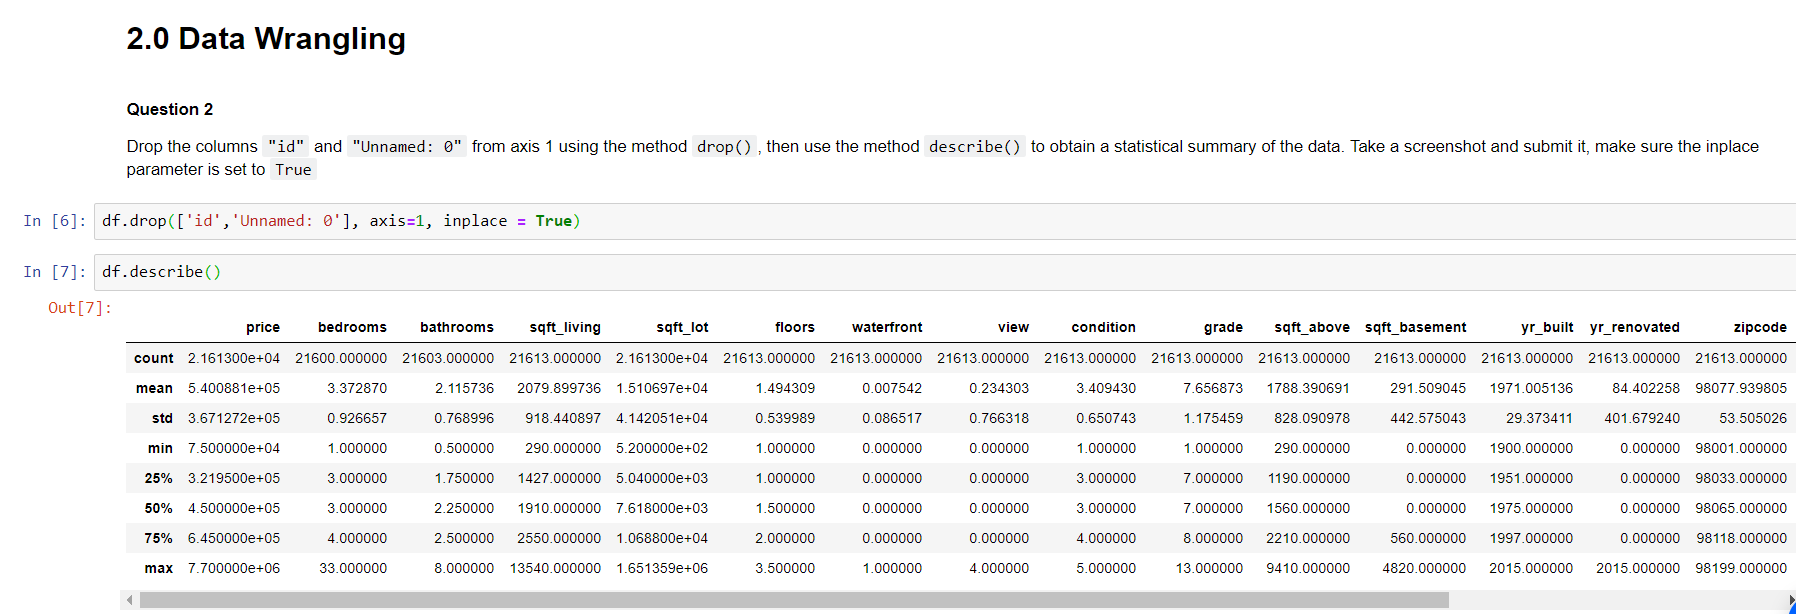 2.0 Data Wrangling
Question 2
Drop the columns "id" and "Unnamed: 0" from axis 1 using the method drop() , then use the method describe() to obtain a statistical summary of the data. Take a screenshot and submit it, make sure the inplace
parameter is set to True
In [6]: df.drop(['id','Unnamed: 0'], axis=1, inplace = True)
In [7]: df.describe()
Out[7]:
price bedrooms bathrooms sqft_living sqft_lot floors waterfront view condition grade sqft_above sqft_basement yr_built yr_renovated zipcode
count 2.161300e+04 21600.000000 21603.000000 21613.000000 2.161300e+04 21613.000000 21613.000000 21613.000000 21613.000000 21613.000000 21613.000000 21613.000000 21613.000000 21613.000000 21613.000000
mean 5.400881e+05 3.372870 2.115736 2079.899736 1.510697e+04 1.494309 0.007542 0.234303 3.409430 7.656873 1788.390691 291.509045 1971.005136 84.402258 98077.939805
std 3.671272e+05 0.926657 0.768996 918.440897 4.142051e+04 0.539989 0.086517 0.766318 0.650743 1.175459 828.090978 442.575043 29.373411 401.679240 53.505026
min 7.500000e+04 1.000000 0.500000 290.000000 5.200000e+02 1.000000 0.000000 0.000000 1.000000 1.000000 290.000000 0.000000 1900.000000 0.000000 98001.000000
25% 3.219500e+05 3.000000 1.750000 1427.000000 5.040000e+03 1.000000 0.000000 0.000000 3.000000 7.000000 1190.000000 0.000000 1951.000000 0.000000 98033.000000
50% 4.500000e+05 3.000000 2.250000 1910.000000 7.618000e+03 1.500000 0.000000 0.000000 3.000000 7.000000 1560.000000 0.000000 1975.000000 0.000000 98065.000000
75% 6.450000e+05 4.000000 2.500000 2550.000000 1.068800e+04 2.000000 0.000000 0.000000 4.000000 8.000000 2210.000000 560.000000 1997.000000 0.000000 98118.000000
max 7.700000e+06 33.000000 8.000000 13540.000000 1.651359e+06 3.500000 1.000000 4.000000 5.000000 13.000000 9410.000000 4820.000000 2015.000000 2015.000000 98199.000000